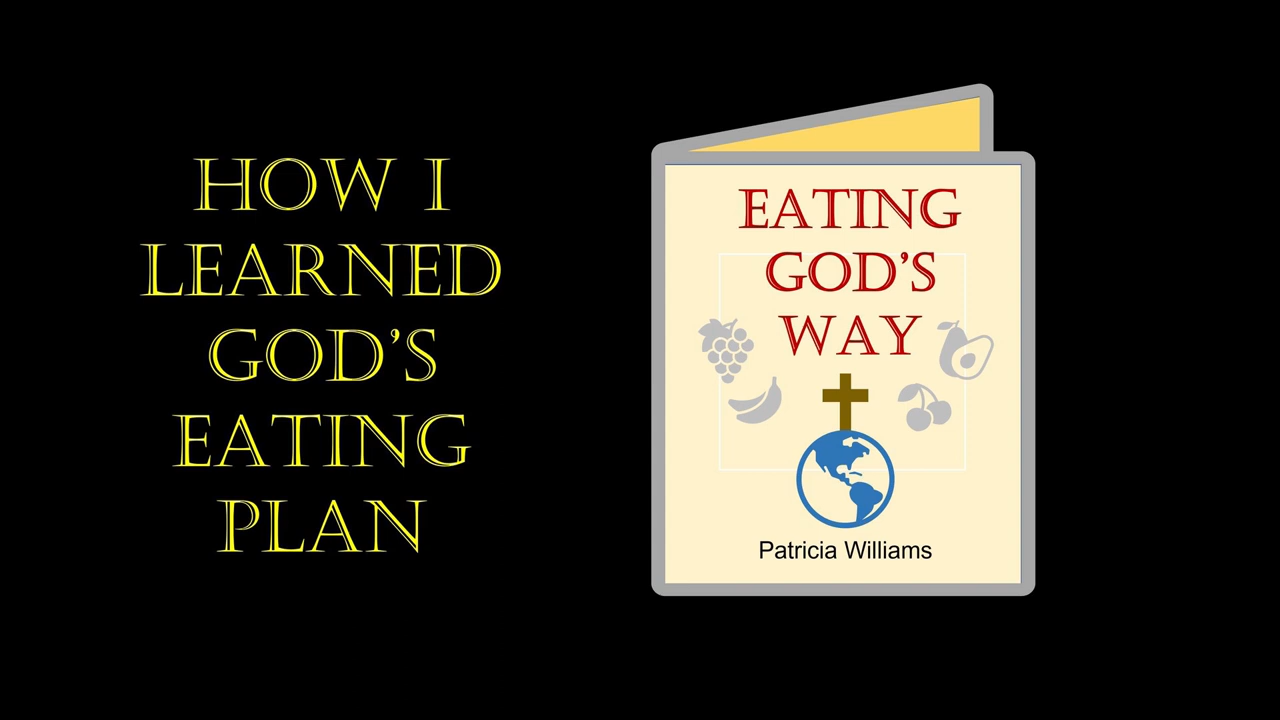 HOW I
LEARNED
GOD'S
EATING
PLAN
EATING
GOD'S
WAY
Patricia Williams